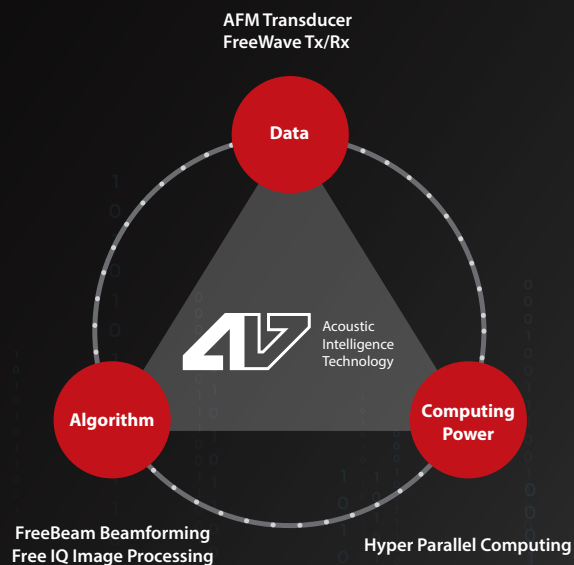 AFM Transducer
FreeWave Tx/Rx
Data
Acoustic
Intelligence
Technology
Algorithm
Computing
Power
FreeBeam Beamforming
Free IQ Image Processing
Hyper Parallel Computing